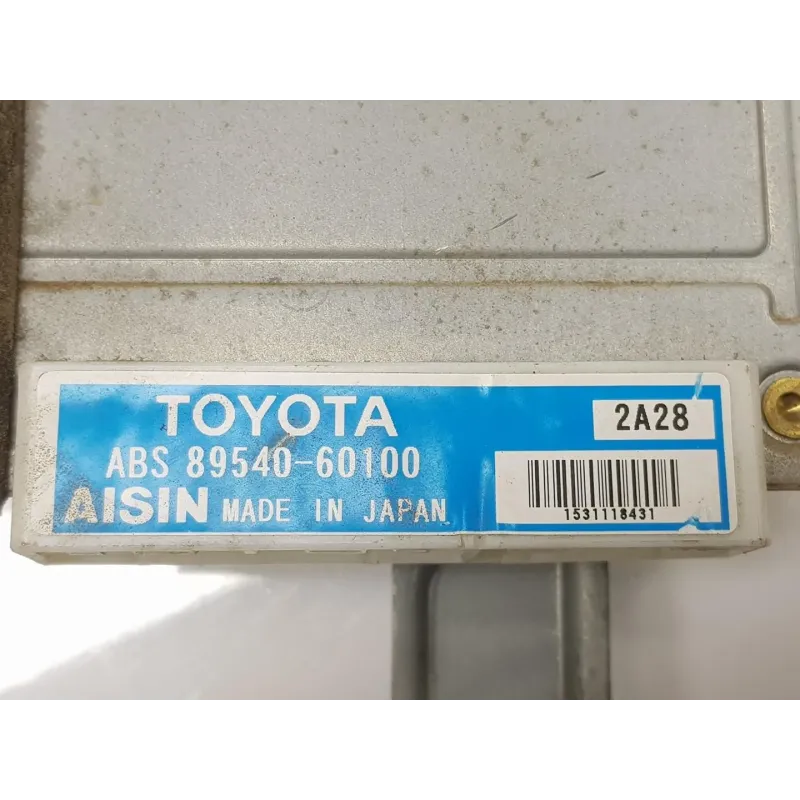 TOYOTA
ABS 89540-60100
AISIN MADE IN JAPAN
2A28
1531118431